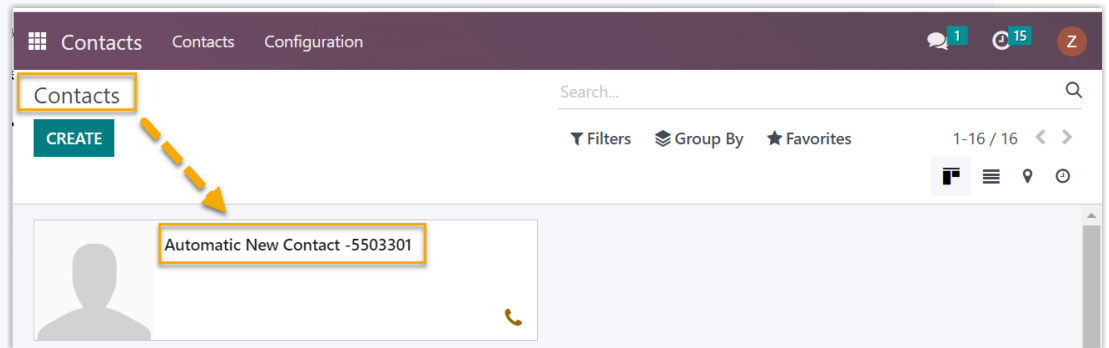 Contacts Contacts Configuration 1 15 Z
Contacts Search...
CREATE Filters Group By Favorites 1-16 / 16
Automatic New Contact -5503301